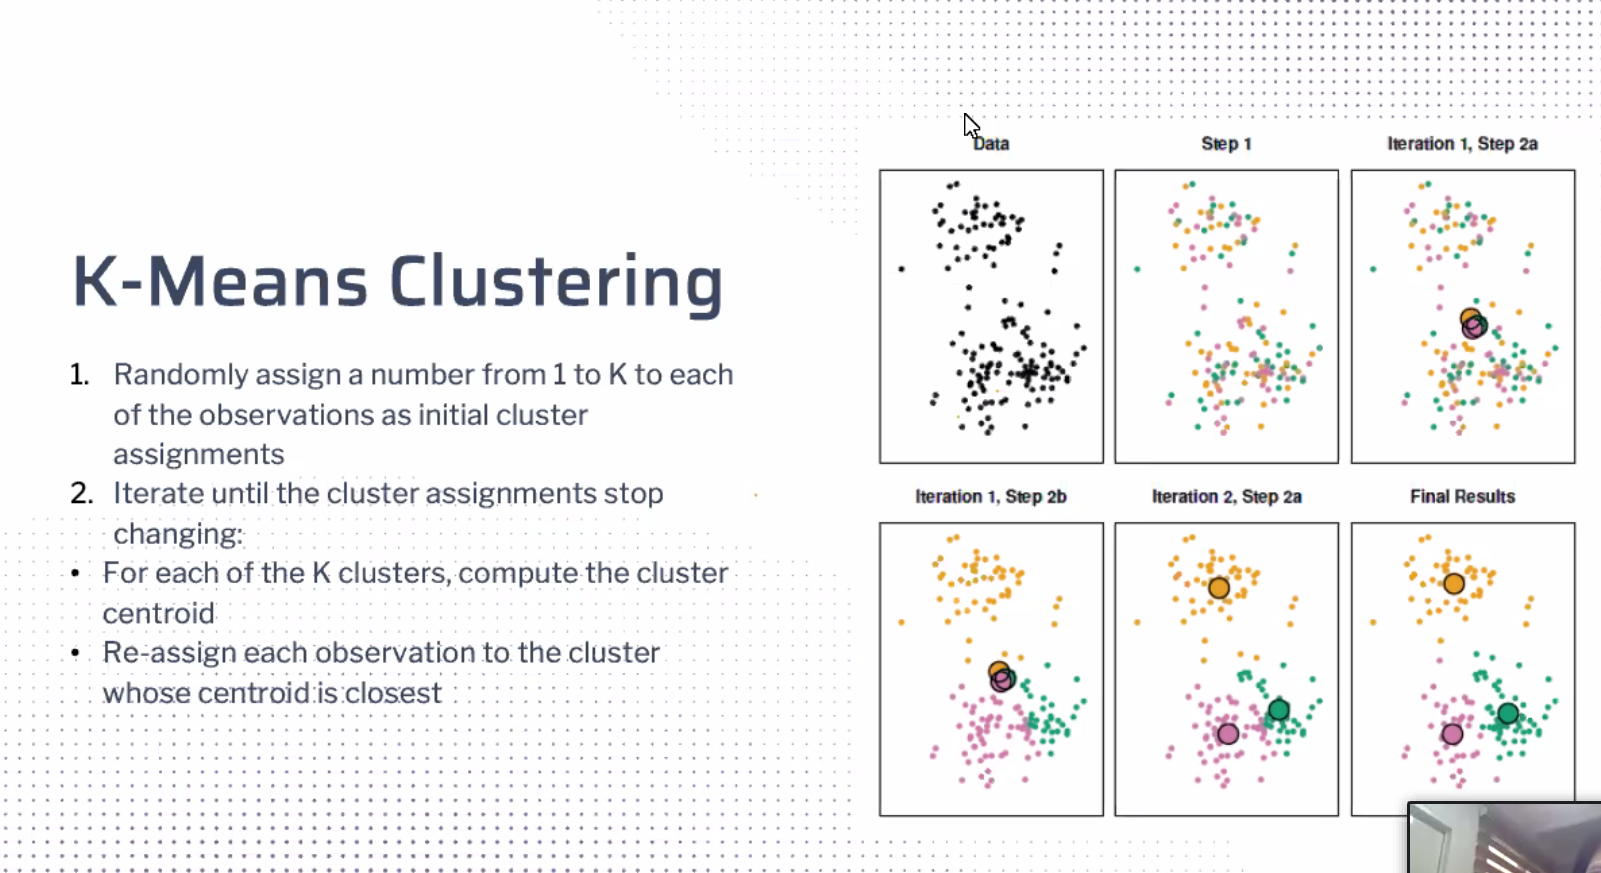 K-Means Clustering
1. Randomly assign a number from 1 to K to each
of the observations as initial cluster
assignments
2. Iterate until the cluster assignments stop
changing:
• For each of the K clusters, compute the cluster
centroid
• Re-assign each observation to the cluster
whose centroid is closest
Data
Step 1
Iteration 1, Step 2a
Iteration 1, Step 2b
Iteration 2, Step 2a
Final Results